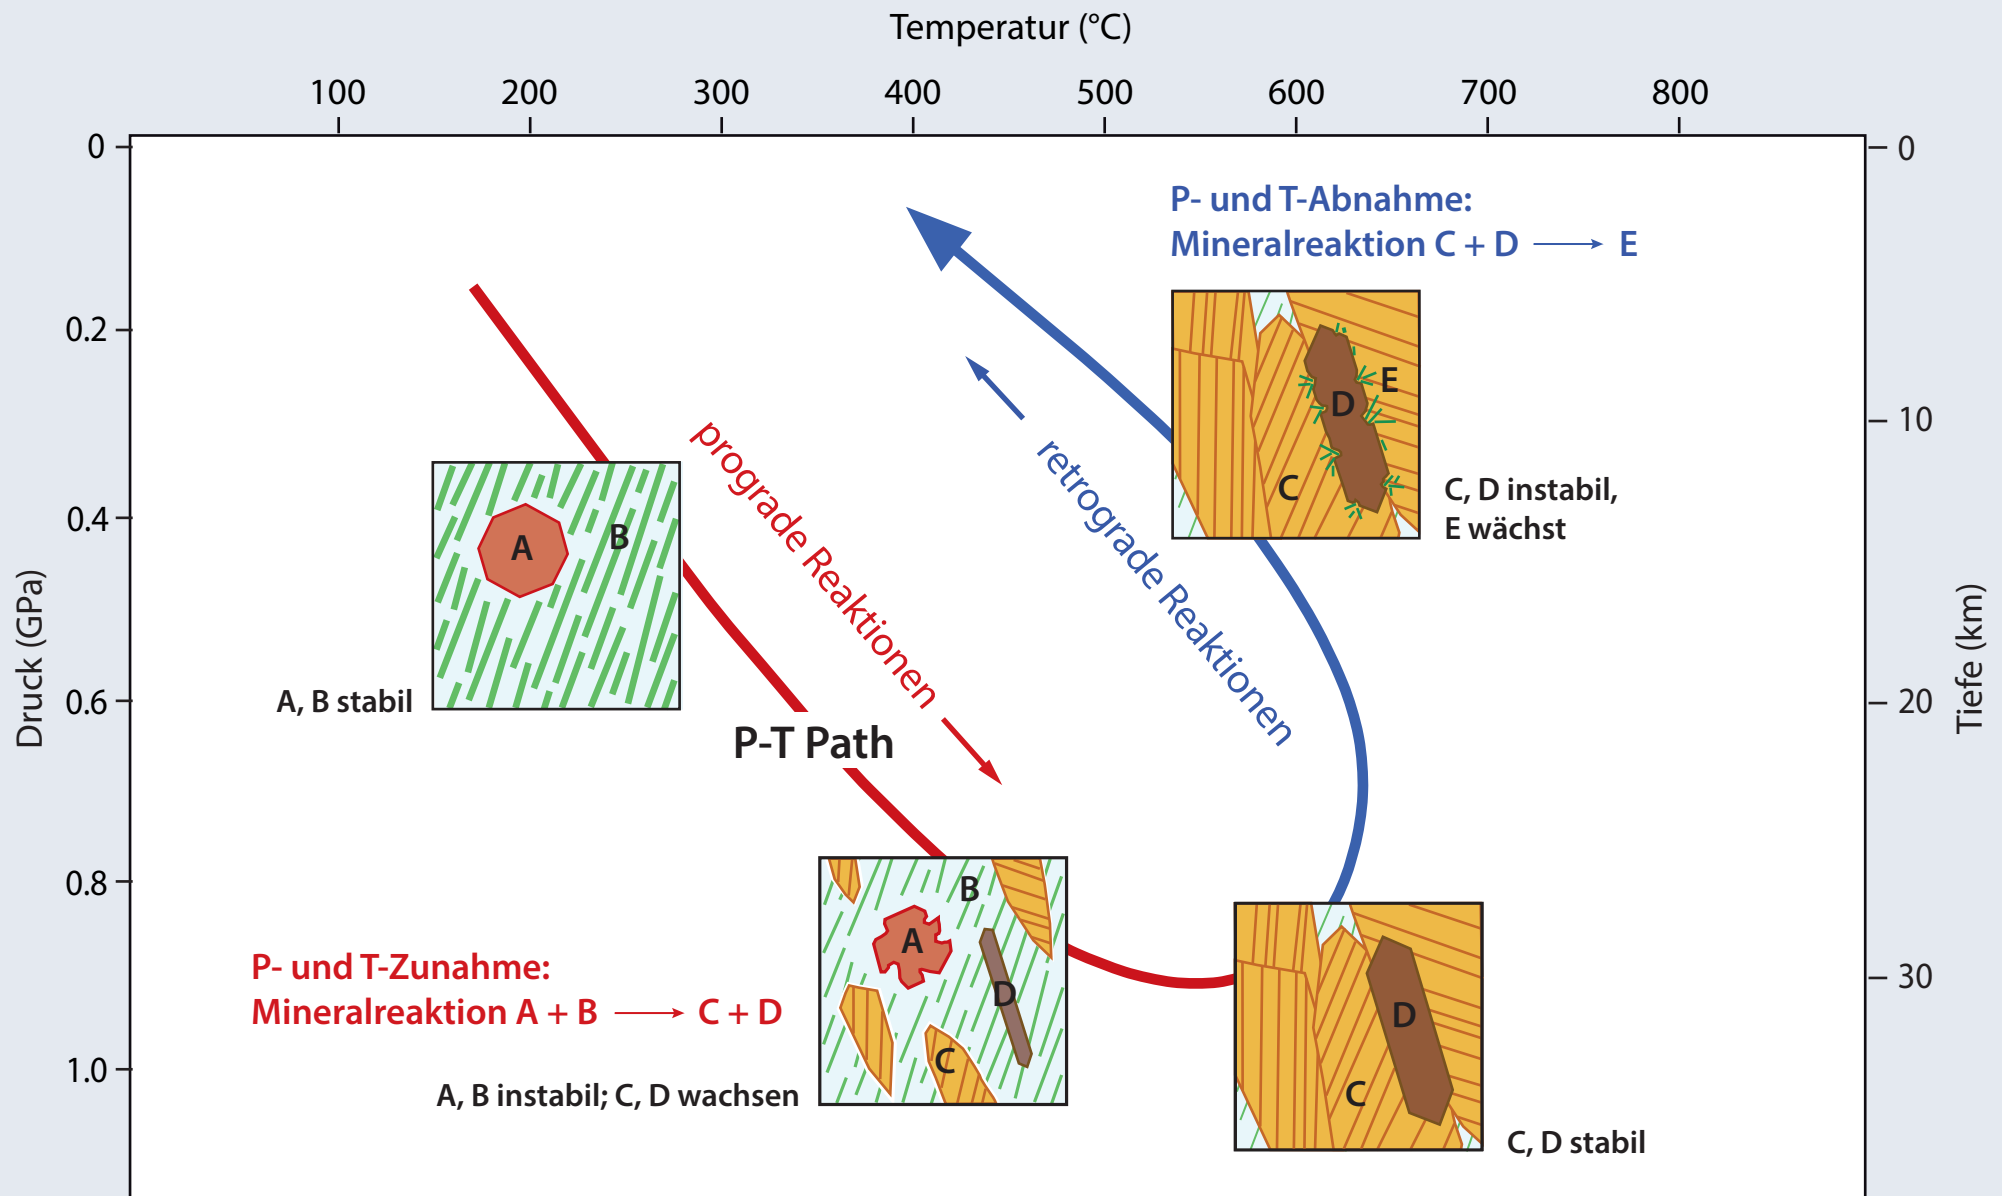 Temperatur (°C)
100 200 300 400 500 600 700 800
0
0.2
0.4
0.6
0.8
1.0
Druck (GPa)
0
10
20
30
Tiefe (km)
P- und T-Abnahme:
Mineralreaktion C + D → E
D
E
C
C, D instabil,
E wächst
prograde Reaktionen
retrograde Reaktionen
A
B
A, B stabil
P-T Path
P- und T-Zunahme:
Mineralreaktion A + B → C + D
B
A
D
C
A, B instabil; C, D wachsen
D
C
C, D stabil